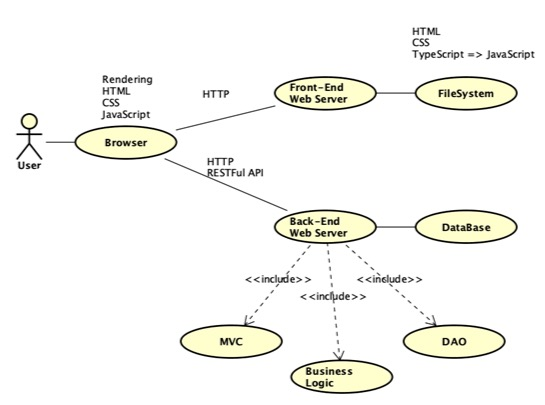 HTML
CSS
TypeScript => JavaScript
Rendering
HTML
CSS
JavaScript
HTTP
Front-End
Web Server
FileSystem
User
Browser
HTTP
RESTFul API
Back-End
Web Server
DataBase
<<include>>
<<include>>
<<include>>
MVC
Business
Logic
DAO